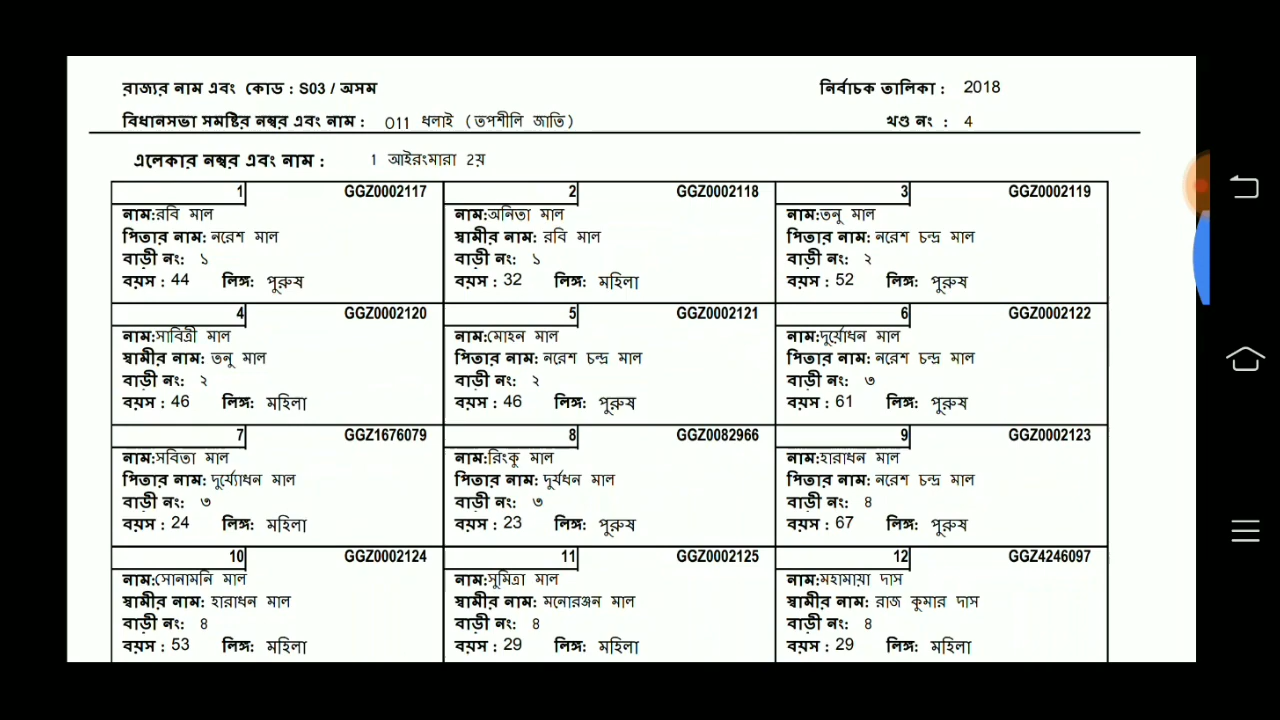 ৰাজ্যৰ নাম এবং কোড : S03 / অসম
নিৰ্বাচক তালিকা : 2018
বিধানসভা সমষ্টিৰ নম্বৰ এবং নাম : 011 ধলাই (তপশীলি জাতি)
খণ্ড নং : 4
এলেকাৰ নম্বৰ এবং নাম : 1 আইরংমারা 2য়
1 GGZ0002117 2 GGZ0002118 3 GGZ0002119
নাম:রবি মাল নাম:অনিতা মাল নাম:তনু মাল
পিতাৰ নাম: নরেশ মাল স্বামীৰ নাম: রবি মাল পিতাৰ নাম: নরেশ চন্দ্র মাল
বাড়ী নং: ১ বাড়ী নং: ১ বাড়ী নং: ২
বয়স : 44 লিঙ্গ: পুরুষ বয়স : 32 লিঙ্গ: মহিলা বয়স : 52 লিঙ্গ: পুরুষ
4 GGZ0002120 5 GGZ0002121 6 GGZ0002122
নাম:সাবিত্রী মাল নাম:মোহন মাল নাম:দুর্য্যোধন মাল
স্বামীৰ নাম: তনু মাল পিতাৰ নাম: নরেশ চন্দ্র মাল পিতাৰ নাম: নরেশ চন্দ্র মাল
বাড়ী নং: ২ বাড়ী নং: ২ বাড়ী নং: ৩
বয়স : 46 লিঙ্গ: মহিলা বয়স : 46 লিঙ্গ: পুরুষ বয়স : 61 লিঙ্গ: পুরুষ
7 GGZ1676079 8 GGZ0082966 9 GGZ0002123
নাম:সবিতা মাল নাম:রিংকু মাল নাম:হারাধন মাল
পিতাৰ নাম: দুর্য্যোধন মাল পিতাৰ নাম: দুর্যধন মাল পিতাৰ নাম: নরেশ চন্দ্র মাল
বাড়ী নং: ৩ বাড়ী নং: ৩ বাড়ী নং: ৪
বয়স : 24 লিঙ্গ: মহিলা বয়স : 23 লিঙ্গ: পুরুষ বয়স : 67 লিঙ্গ: পুরুষ
10 GGZ0002124 11 GGZ0002125 12 GGZ4246097
নাম:সোনামনি মাল নাম:সুমিত্রা মাল নাম:মহামায়া দাস
স্বামীৰ নাম: হারাধন মাল স্বামীৰ নাম: মনোরঞ্জন মাল স্বামীৰ নাম: রাজ কুমার দাস
বাড়ী নং: ৪ বাড়ী নং: ৪ বাড়ী নং: ৪
বয়স : 53 লিঙ্গ: মহিলা বয়স : 29 লিঙ্গ: মহিলা বয়স : 29 লিঙ্গ: মহিলা